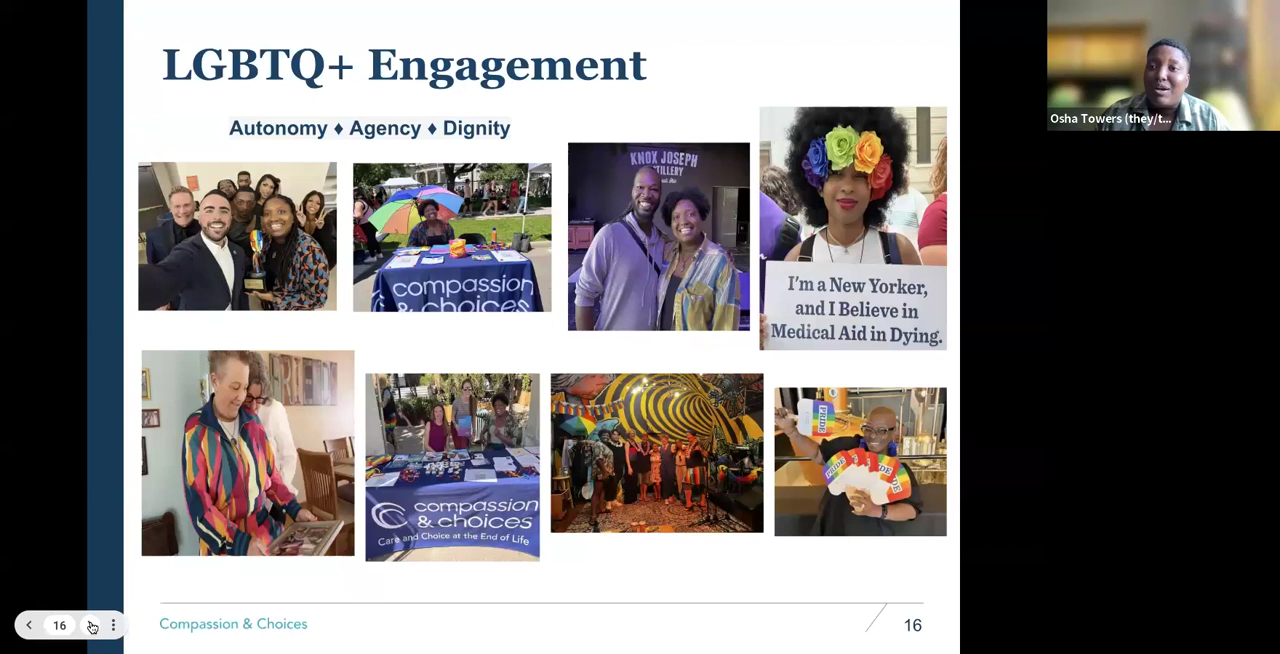 LGBTQ+ Engagement
Autonomy ♦ Agency ♦ Dignity
Osha Towers (they/t...
compassion
& choices
KNOX JOSEPH
I'm a New Yorker,
and I Believe in
Medical Aid in Dying.
compassion
& choices
Care and Choice at the End of Life
PRIDE
PRIDE
Compassion & Choices
16
16